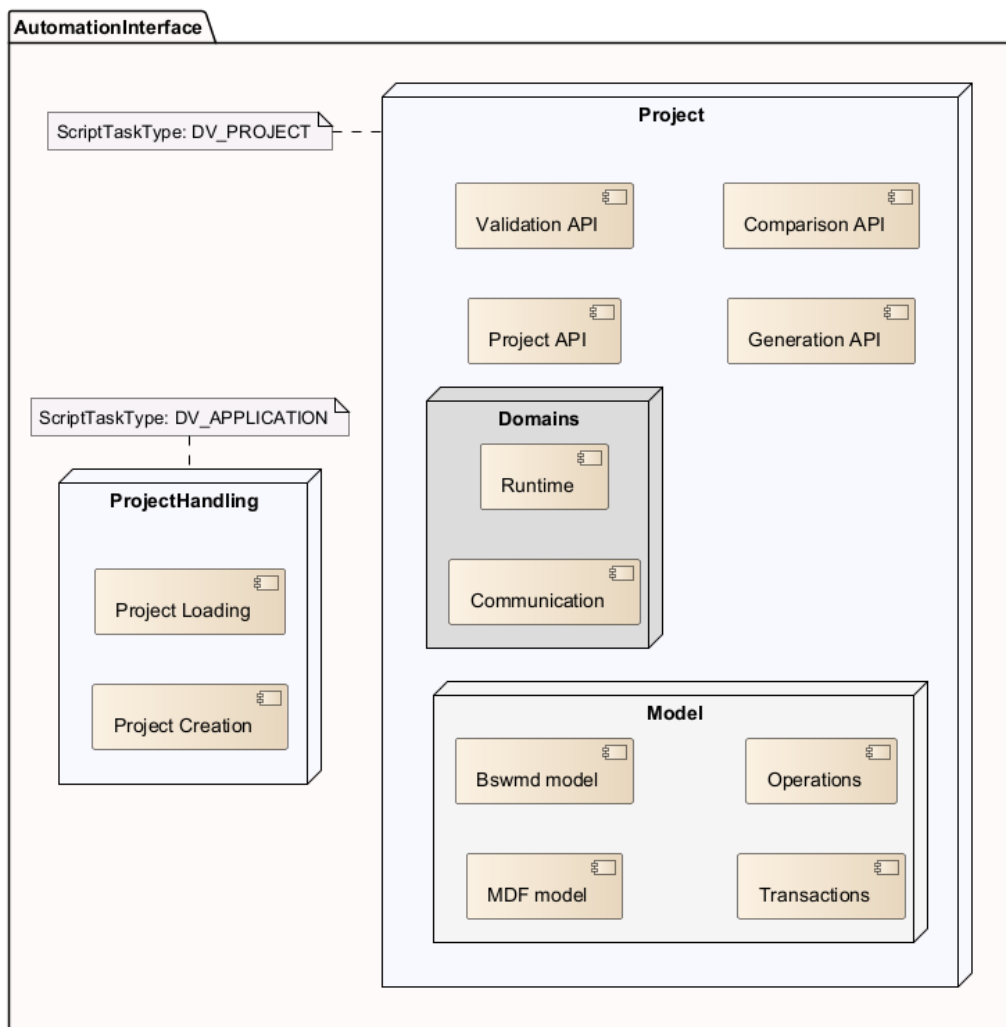 AutomationInterface
Project
ScriptTaskType: DV_PROJECT
Validation API
Comparison API
Project API
Generation API
ScriptTaskType: DV_APPLICATION
Domains
Runtime
ProjectHandling
Communication
Project Loading
Project Creation
Model
Bswmd model
Operations
MDF model
Transactions